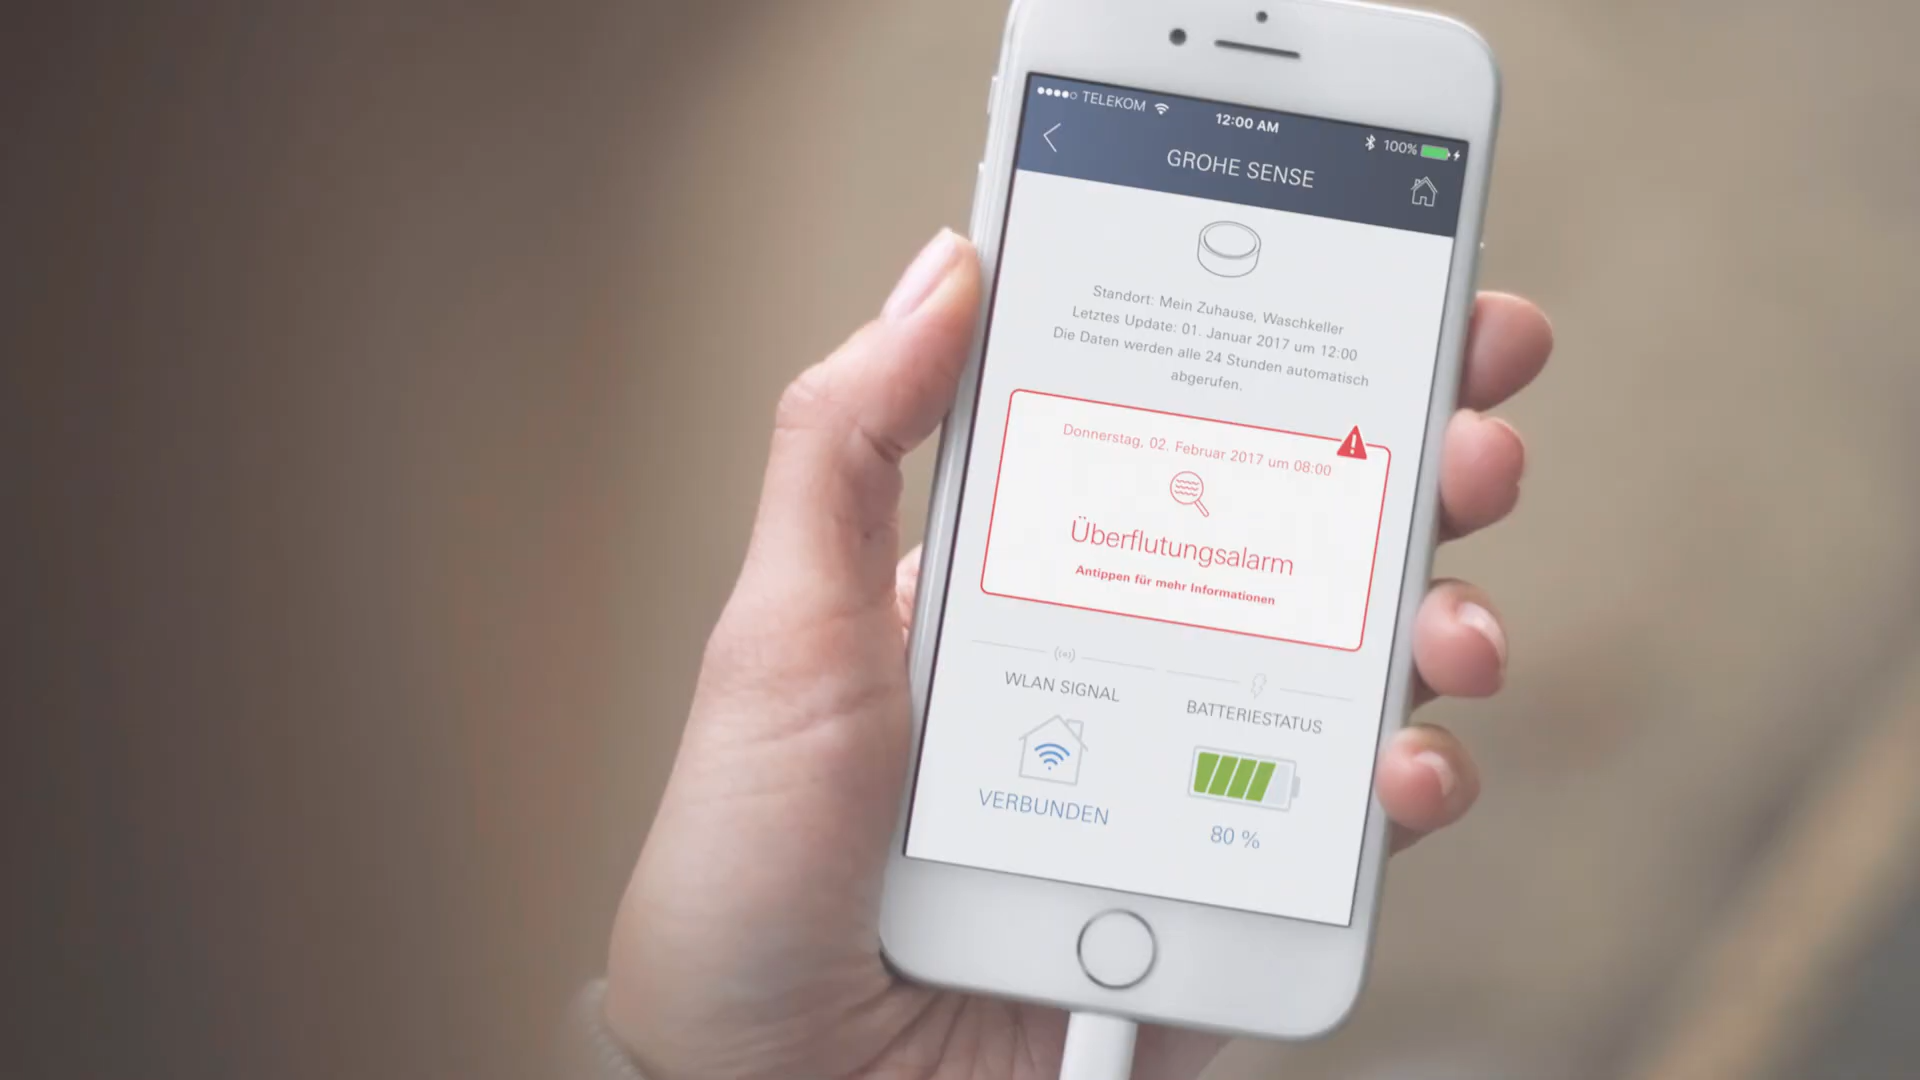 TELEKOM
12:00 AM
100%
GROHE SENSE
Standort: Mein Zuhause, Waschkeller
Letztes Update: 01. Januar 2017 um 12:00
Die Daten werden alle 24 Stunden automatisch
abgerufen.
Donnerstag, 02. Februar 2017 um 08:00
Überflutungsalarm
Antippen für mehr Informationen
WLAN SIGNAL
BATTERIESTATUS
VERBUNDEN
80 %